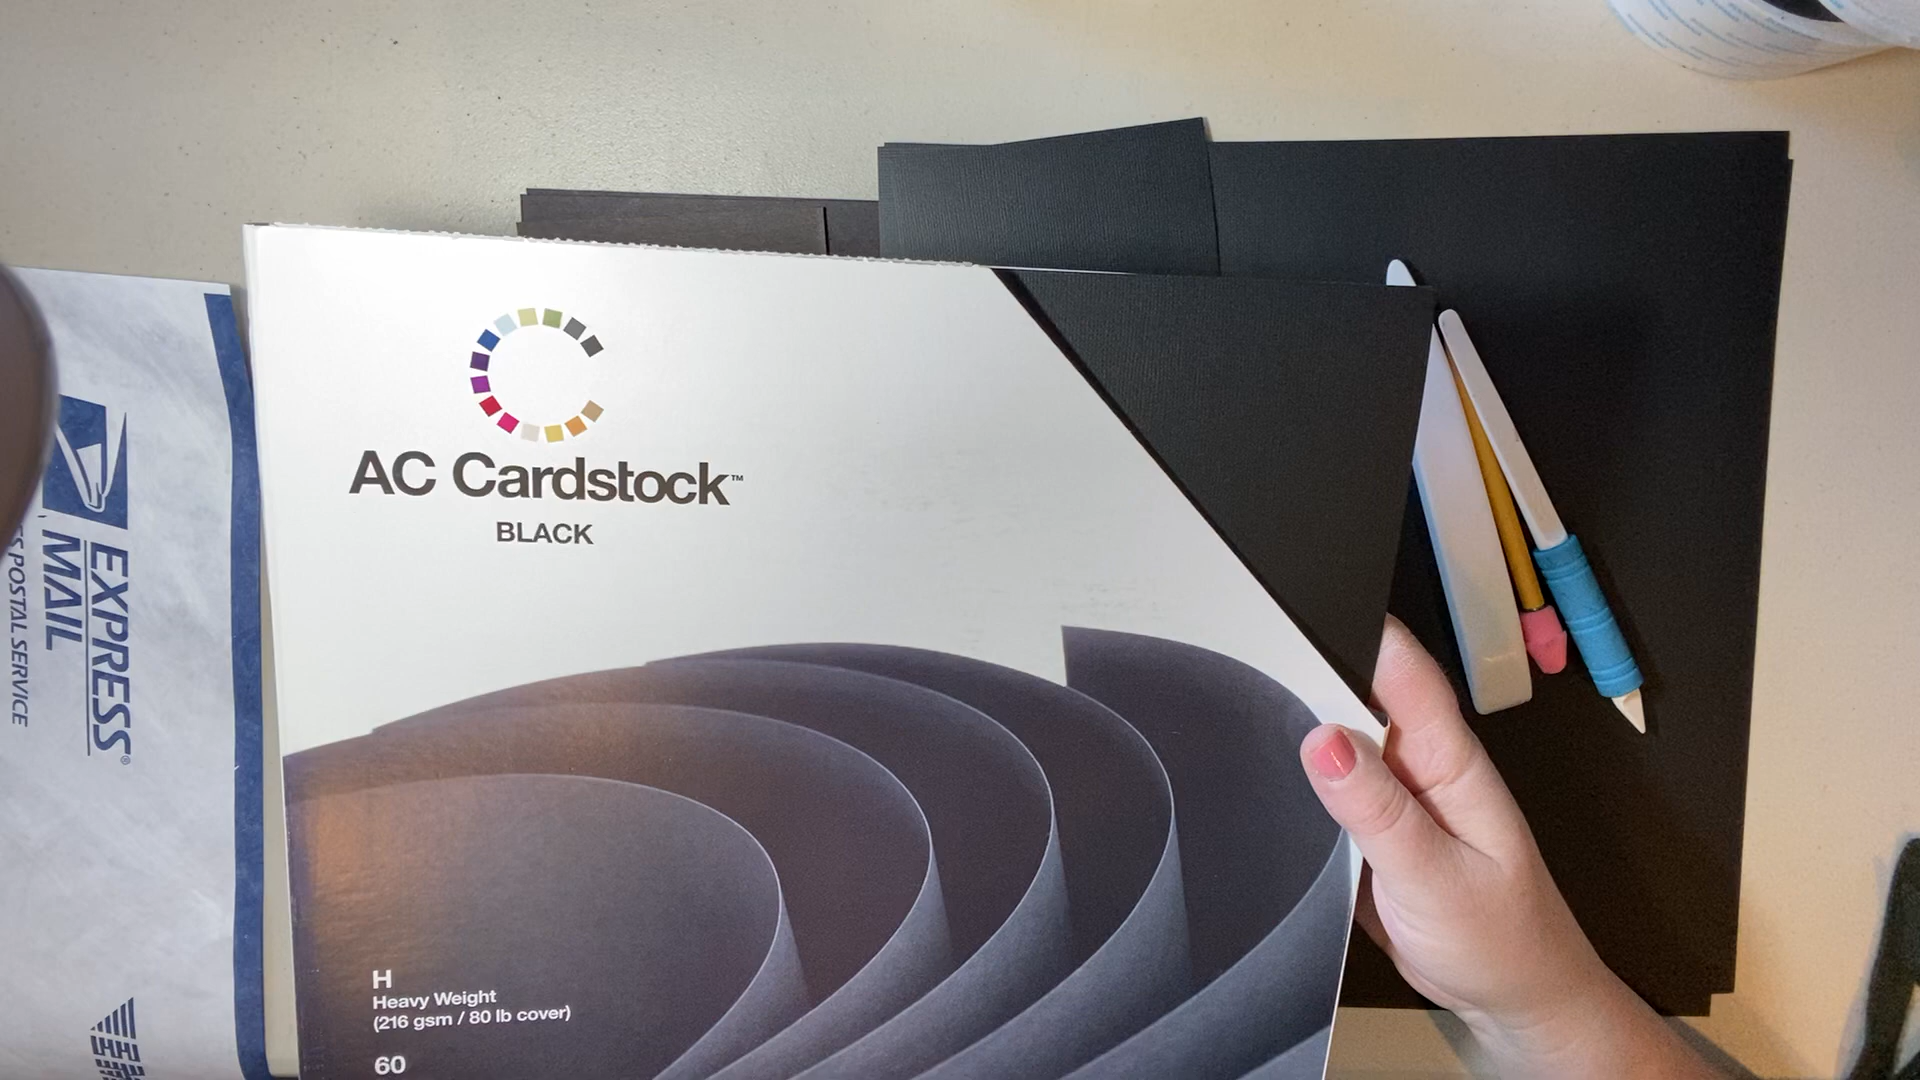 AC Cardstock™
BLACK
H
Heavy Weight
(216 gsm / 80 lb cover)
60
EXPRESS
MAIL®
POSTAL SERVICE